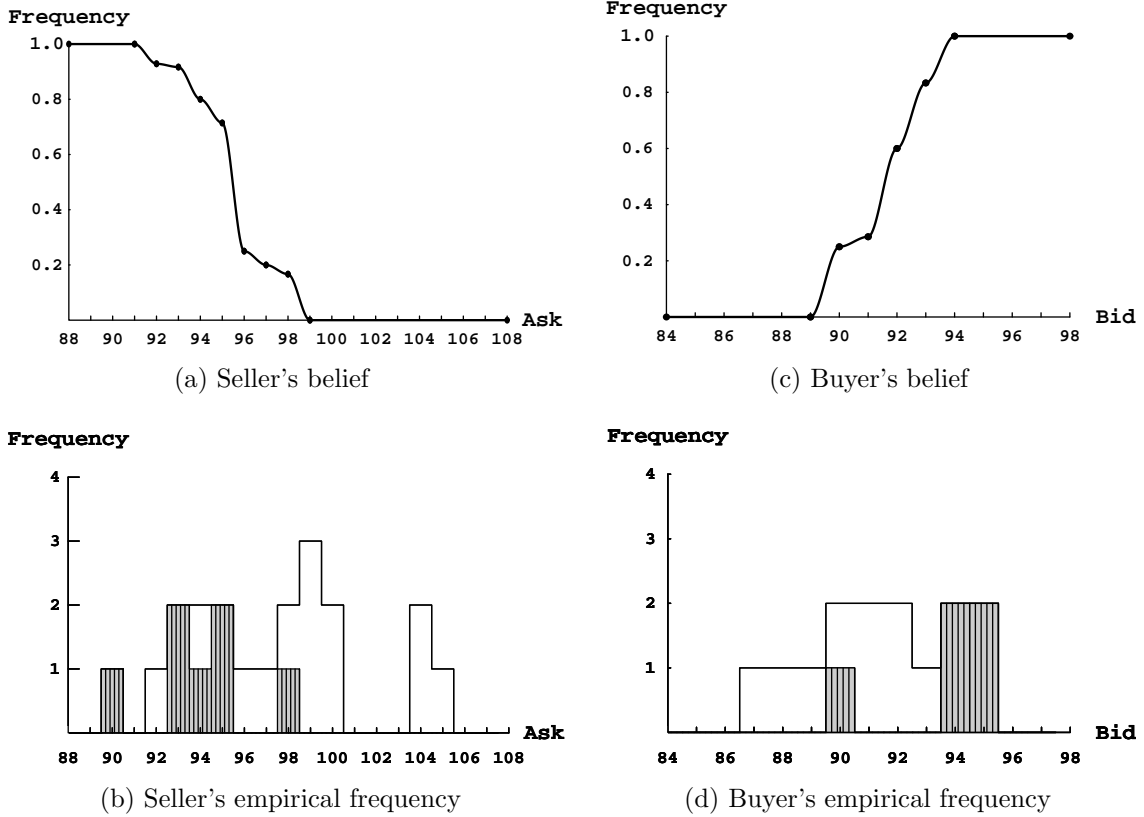 Frequency
1.0
0.8
0.6
0.4
0.2
88 90 92 94 96 98 100 102 104 106 108
Ask
(a) Seller's belief
Frequency
1.0
0.8
0.6
0.4
0.2
84 86 88 90 92 94 96 98
Bid
(c) Buyer's belief
Frequency
4
3
2
1
88 90 92 94 96 98 100 102 104 106 108
Ask
(b) Seller's empirical frequency
Frequency
4
3
2
1
84 86 88 90 92 94 96 98
Bid
(d) Buyer's empirical frequency